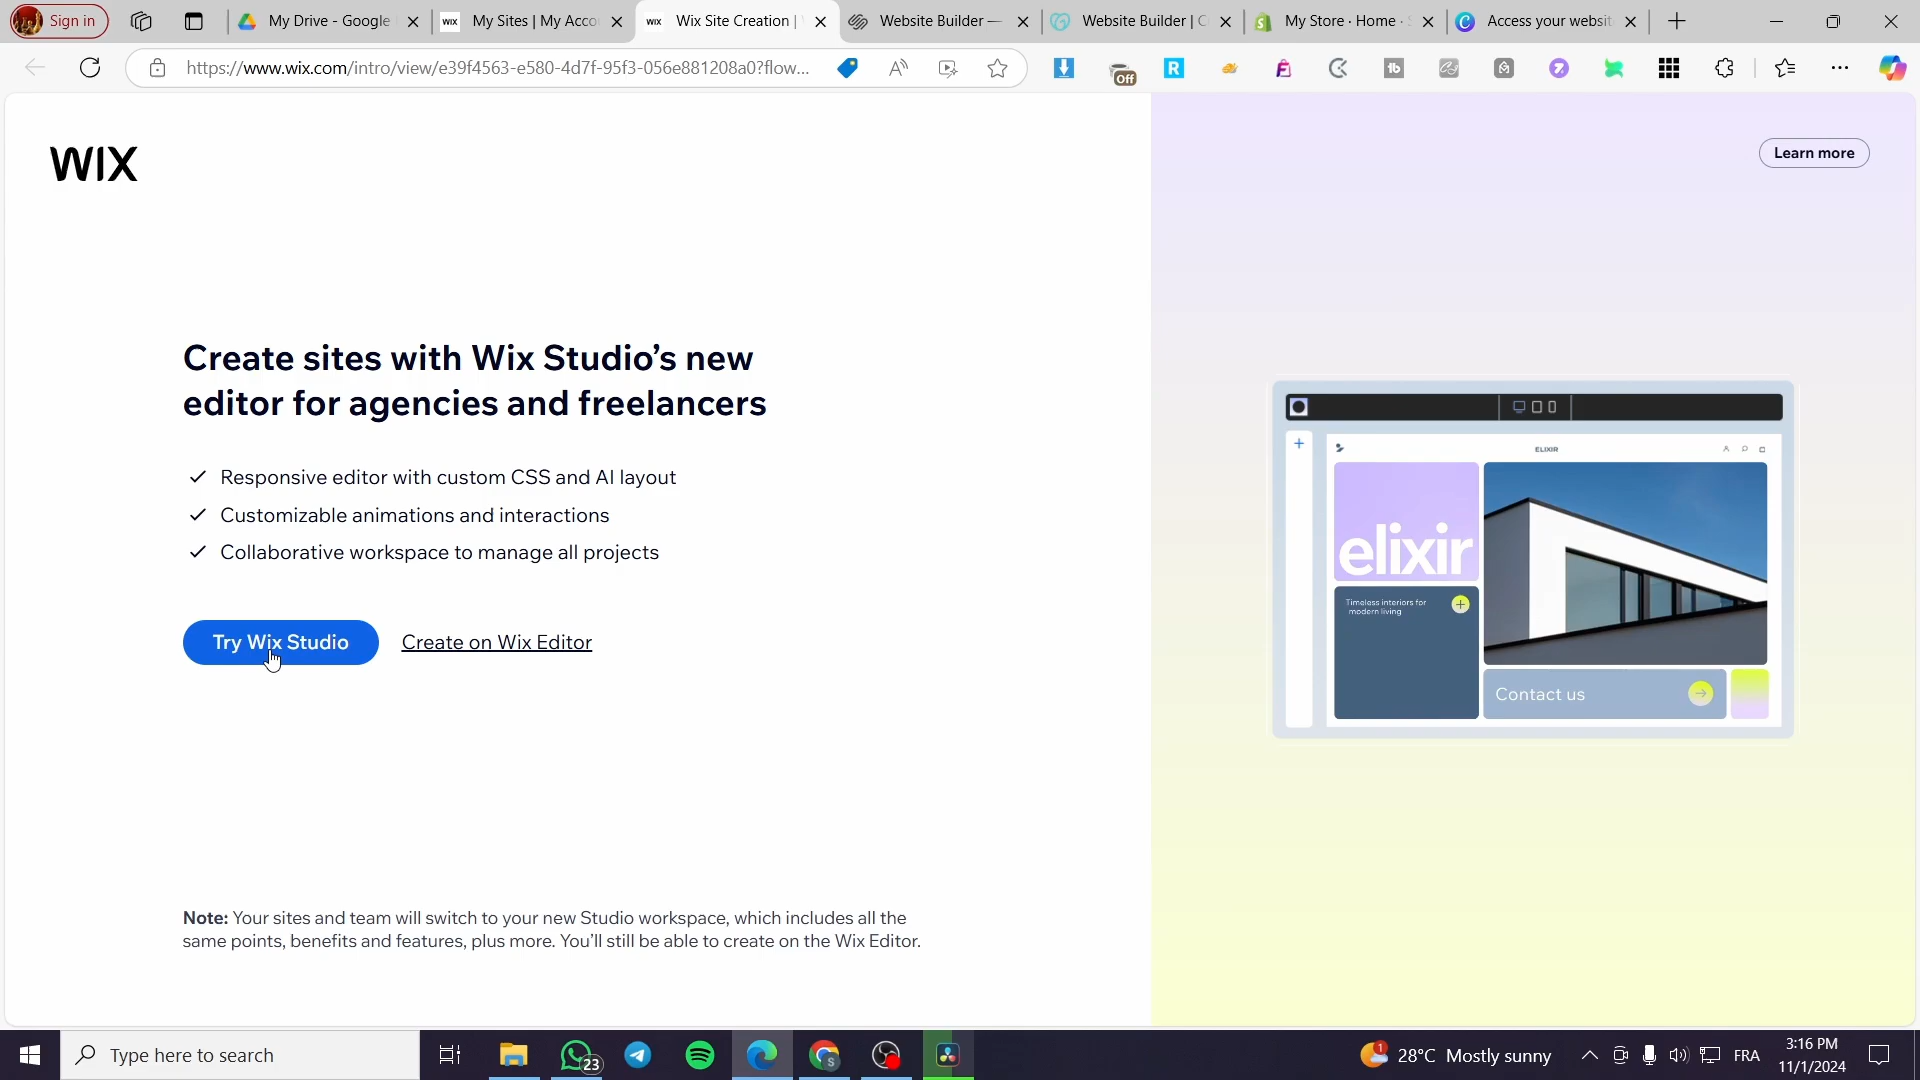 Sign in
My Drive - Google
My Sites | My Acco
Wix Site Creation |
Website Builder —
Website Builder | C
My Store · Home ·
Access your websit
https://www.wix.com/intro/view/e39f4563-e580-4d7f-95f3-056e881208a0?flow...
Off
WIX
Learn more
Create sites with Wix Studio's new
editor for agencies and freelancers
Responsive editor with custom CSS and AI layout
Customizable animations and interactions
Collaborative workspace to manage all projects
Try Wix Studio
Create on Wix Editor
ELIXIR
elixir
Timeless interiors for
modern living
Contact us
Note: Your sites and team will switch to your new Studio workspace, which includes all the
same points, benefits and features, plus more. You'll still be able to create on the Wix Editor.
Type here to search
23
1
28°C Mostly sunny
FRA
3:16 PM
11/1/2024